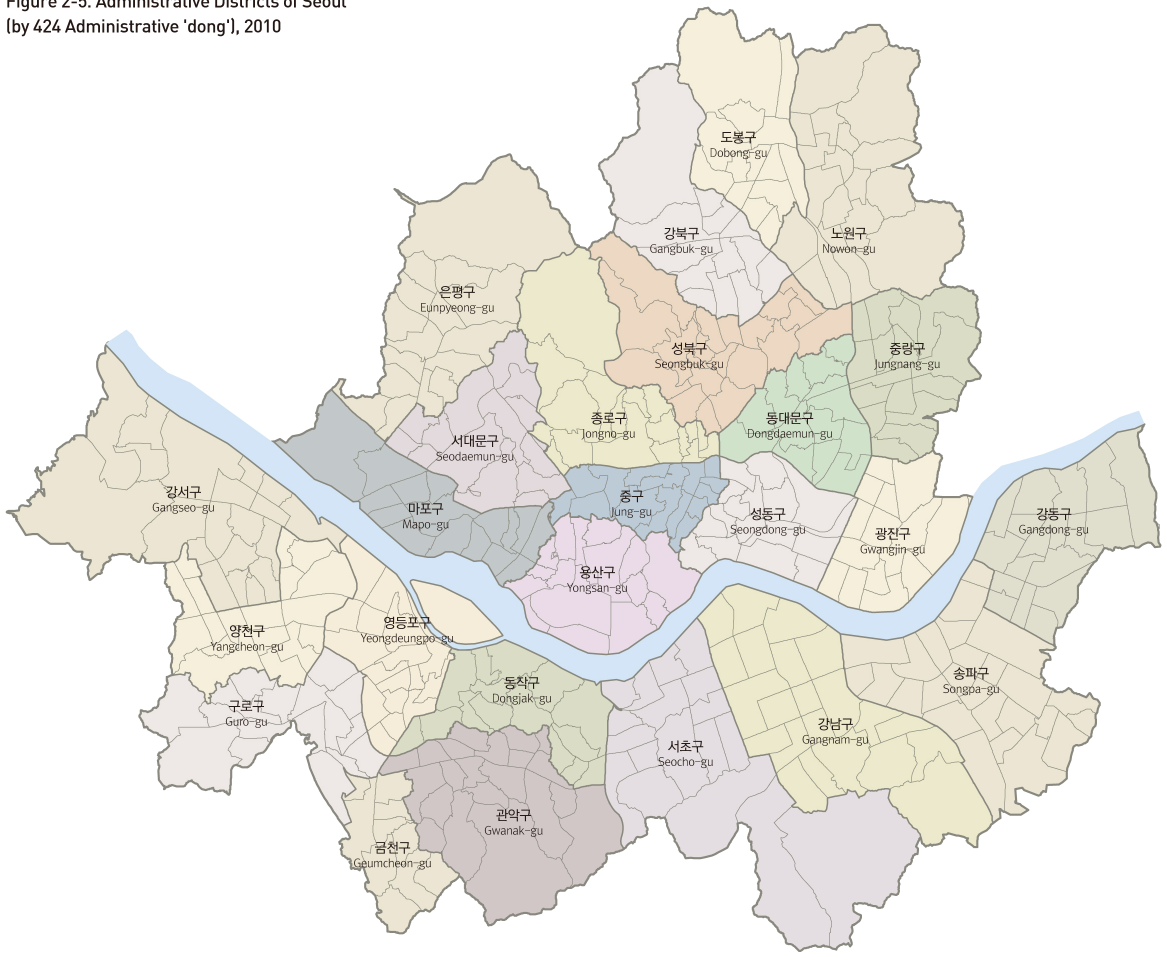 Figure 2-5. Administrative Districts of Seoul
(by 424 Administrative 'dong'), 2010
도봉구
Dobong-gu
강북구
Gangbuk-gu
노원구
Nowon-gu
은평구
Eunpyeong-gu
성북구
Seongbuk-gu
중랑구
Jungnang-gu
종로구
Jongno-gu
동대문구
Dongdaemun-gu
서대문구
Seodaemun-gu
강서구
Gangseo-gu
마포구
Mapo-gu
중구
Jung-gu
성동구
Seongdong-gu
광진구
Gwangjin-gu
강동구
Gangdong-gu
용산구
Yongsan-gu
양천구
Yangcheon-gu
영등포구
Yeongdeungpo-gu
동작구
Dongjak-gu
송파구
Songpa-gu
구로구
Guro-gu
서초구
Seocho-gu
강남구
Gangnam-gu
관악구
Gwanak-gu
금천구
Geumcheon-gu